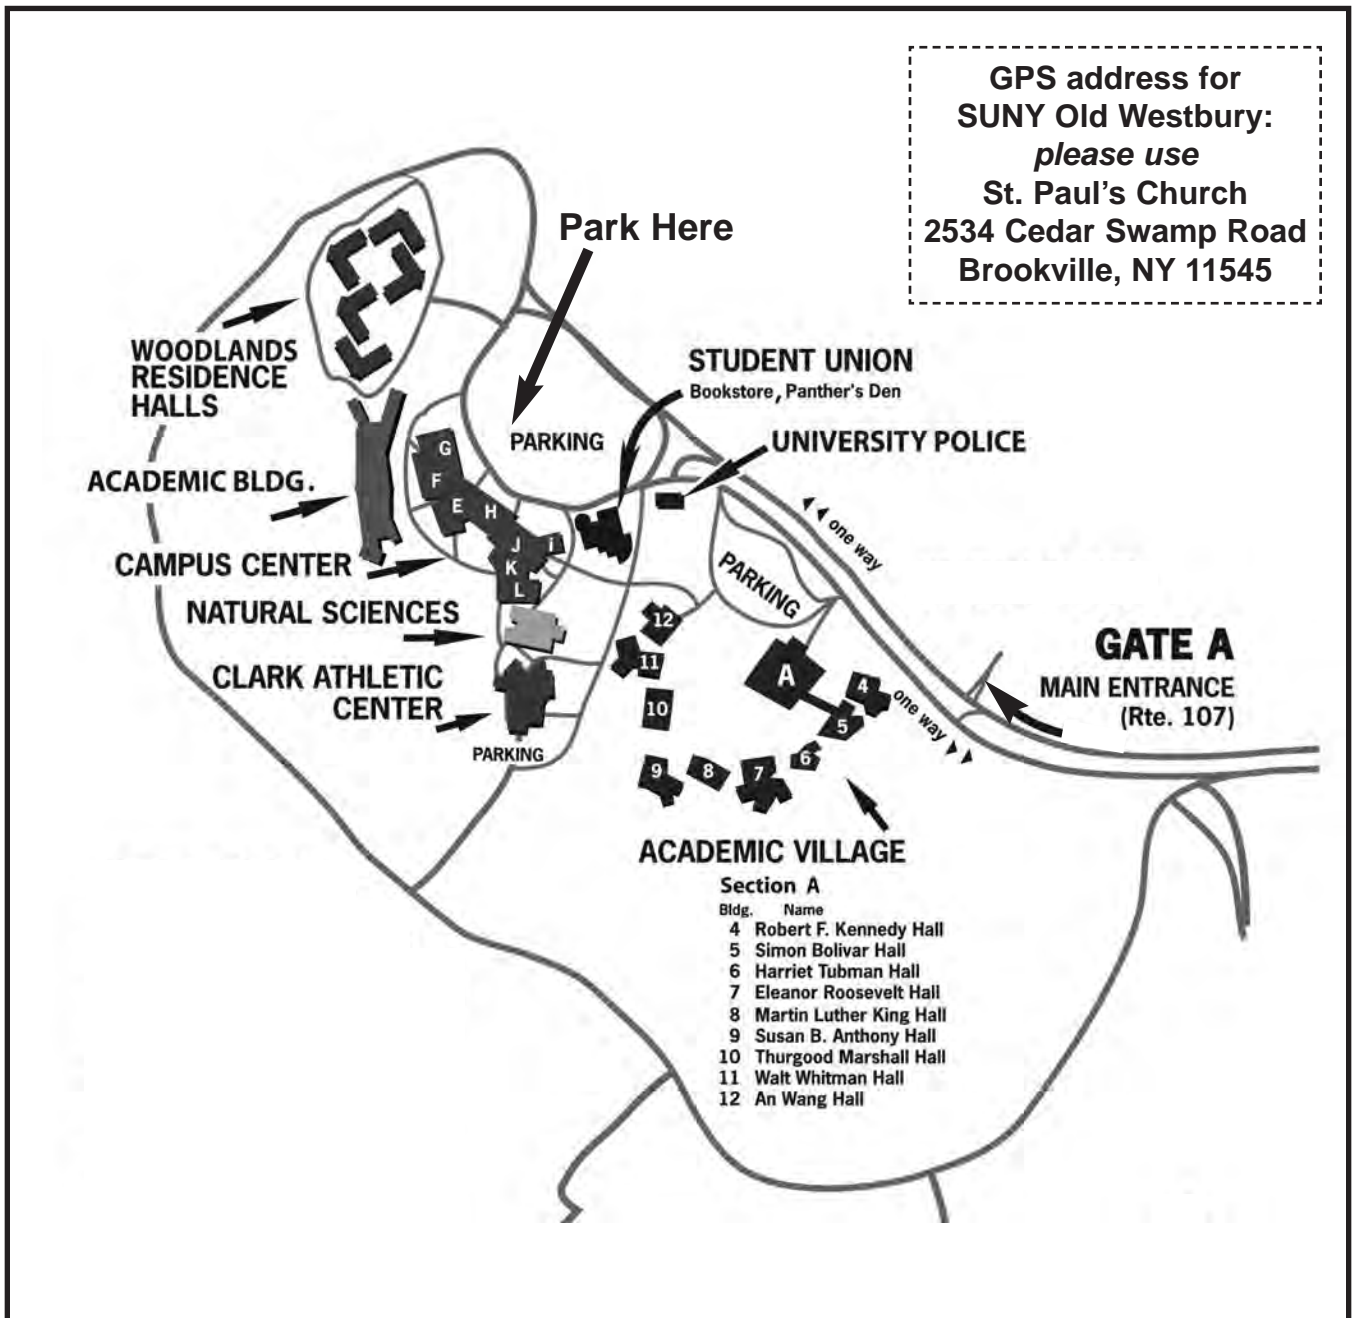 GPS address for
SUNY Old Westbury:
please use
St. Paul's Church
2534 Cedar Swamp Road
Brookville, NY 11545
Park Here
WOODLANDS
RESIDENCE
HALLS
STUDENT UNION
Bookstore, Panther's Den
PARKING
UNIVERSITY POLICE
G
F
E
H
J
i
K
L
ACADEMIC BLDG.
one way
CAMPUS CENTER
PARKING
NATURAL SCIENCES
12
11
CLARK ATHLETIC
CENTER
A
4
10
5
one way
GATE A
MAIN ENTRANCE
(Rte. 107)
PARKING
9
8
7
6
ACADEMIC VILLAGE
Section A
Bldg. Name
4 Robert F. Kennedy Hall
5 Simon Bolivar Hall
6 Harriet Tubman Hall
7 Eleanor Roosevelt Hall
8 Martin Luther King Hall
9 Susan B. Anthony Hall
10 Thurgood Marshall Hall
11 Walt Whitman Hall
12 An Wang Hall